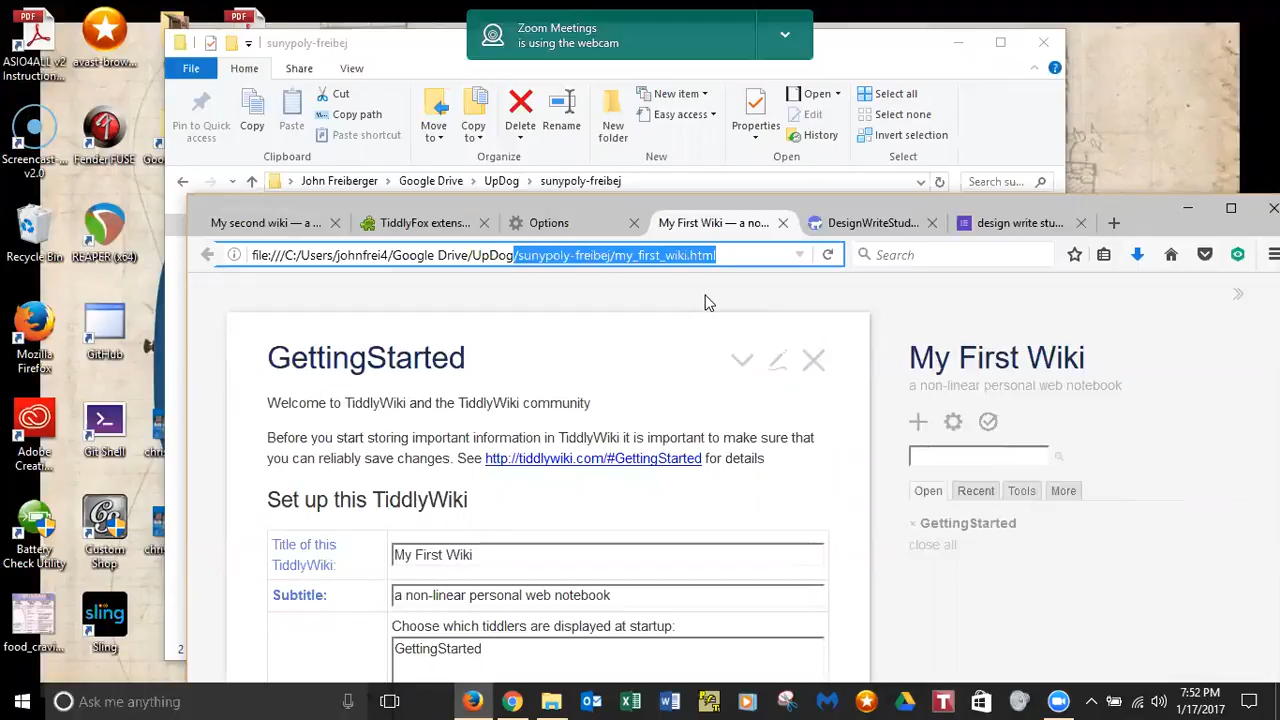 Zoom Meetings
is using the webcam
ASIO4ALL v2
Instruction...
avast-brow...
Screencast-...
v2.0
Fender FUSE
Goo
Recycle Bin
REAPER (x64)
Mozilla
Firefox
GitHub
Adobe
Creati...
Git Shell
chris
Battery
Check Utility
Custom
Shop
chris
food_cravi...
Sling
sling
sunypoly-freibej
File
Home
Share
View
Pin to Quick
access
Copy
Paste
Cut
Copy path
Paste shortcut
Clipboard
Move
to
Copy
to
Delete
Rename
Organize
New
folder
New item
Easy access
New
Properties
Open
Edit
History
Open
Select all
Select none
Invert selection
Select
John Freiberger
Google Drive
UpDog
sunypoly-freibej
Search su...
My second wiki — a ...
TiddlyFox extens...
Options
My First Wiki — a no...
DesignWriteStud...
design write stu...
file:///C:/Users/johnfrei4/Google Drive/UpDog/sunypoly-freibej/my_first_wiki.html
Search
GettingStarted
Welcome to TiddlyWiki and the TiddlyWiki community
Before you start storing important information in TiddlyWiki it is important to make sure that
you can reliably save changes. See http://tiddlywiki.com/#GettingStarted for details
Set up this TiddlyWiki
Title of this
TiddlyWiki:
My First Wiki
Subtitle:
a non-linear personal web notebook
Choose which tiddlers are displayed at startup:
GettingStarted
My First Wiki
a non-linear personal web notebook
Open
Recent
Tools
More
× GettingStarted
close all
2
Ask me anything
7:52 PM
1/17/2017